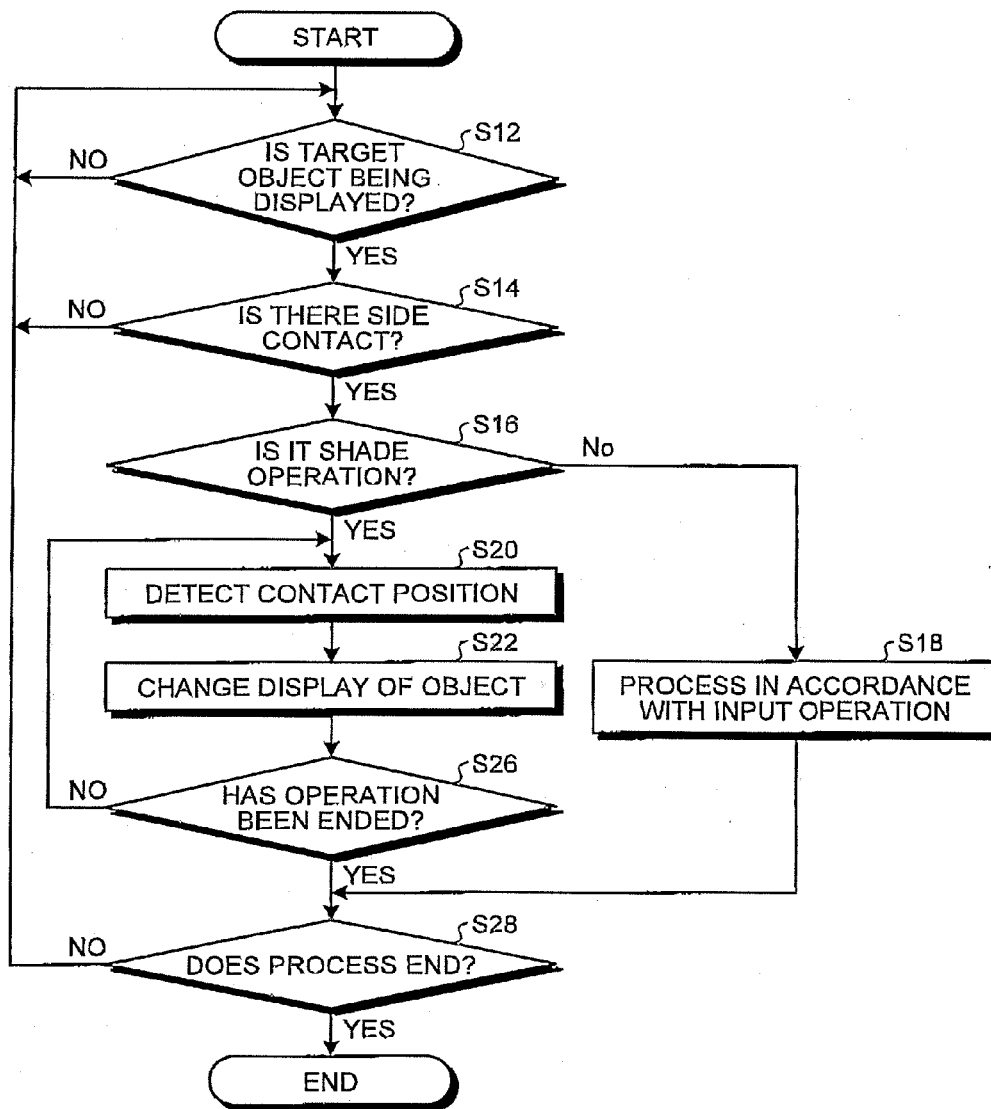 START
S12
NO
IS TARGET
OBJECT BEING
DISPLAYED?
YES
S14
NO
IS THERE SIDE
CONTACT?
YES
S16
IS IT SHADE
OPERATION?
No
YES
S20
DETECT CONTACT POSITION
S22
CHANGE DISPLAY OF OBJECT
S18
PROCESS IN ACCORDANCE
WITH INPUT OPERATION
S26
NO
HAS OPERATION
BEEN ENDED?
YES
S28
NO
DOES PROCESS END?
YES
END